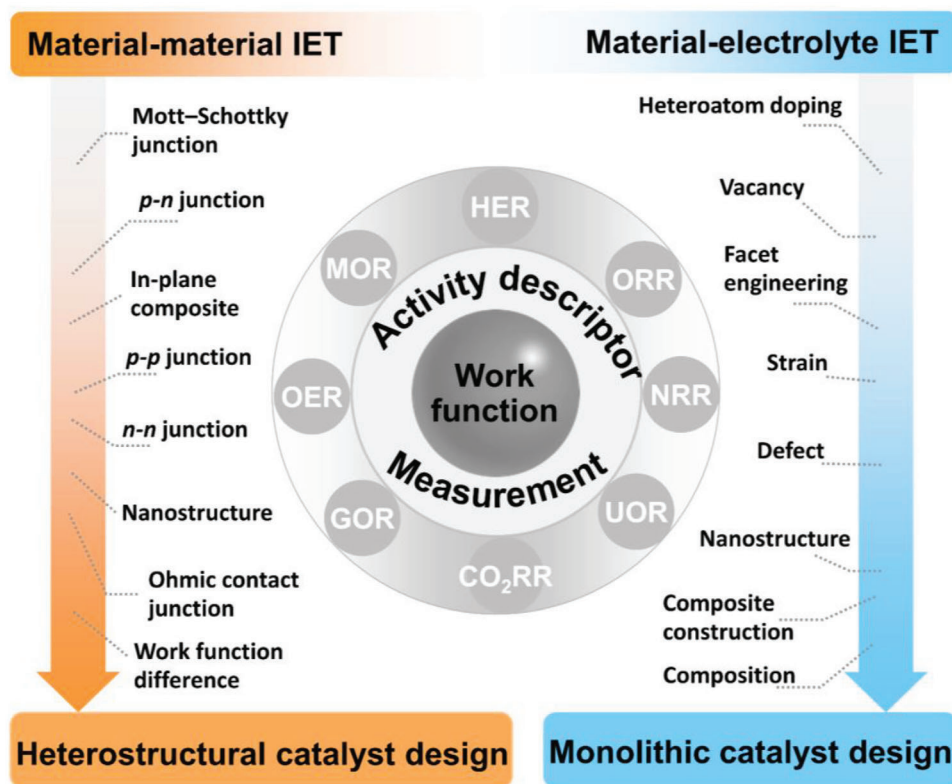 Material-material IET
Material-electrolyte IET
Mott–Schottky
junction
p-n junction
In-plane
composite
p-p junction
n-n junction
Nanostructure
Ohmic contact
junction
Work function
difference
HER
MOR
ORR
Activity descriptor
OER
Work
function
NRR
Measurement
GOR
UOR
CO₂RR
Heteroatom doping
Vacancy
Facet
engineering
Strain
Defect
Nanostructure
Composite
construction
Composition
Heterostructural catalyst design
Monolithic catalyst design